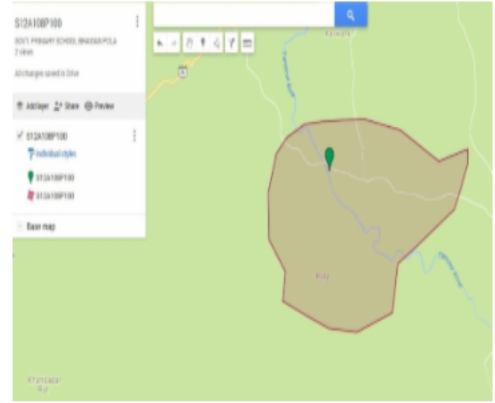 S12A108P100
GOVT. PRIMARY SCHOOL, BHAWAN POLA
2 views
All changes saved in Drive
Add layer
Share
Preview
S12A108P100
Individual styles
S12A108P100
S12A108P100
Base map
Pola